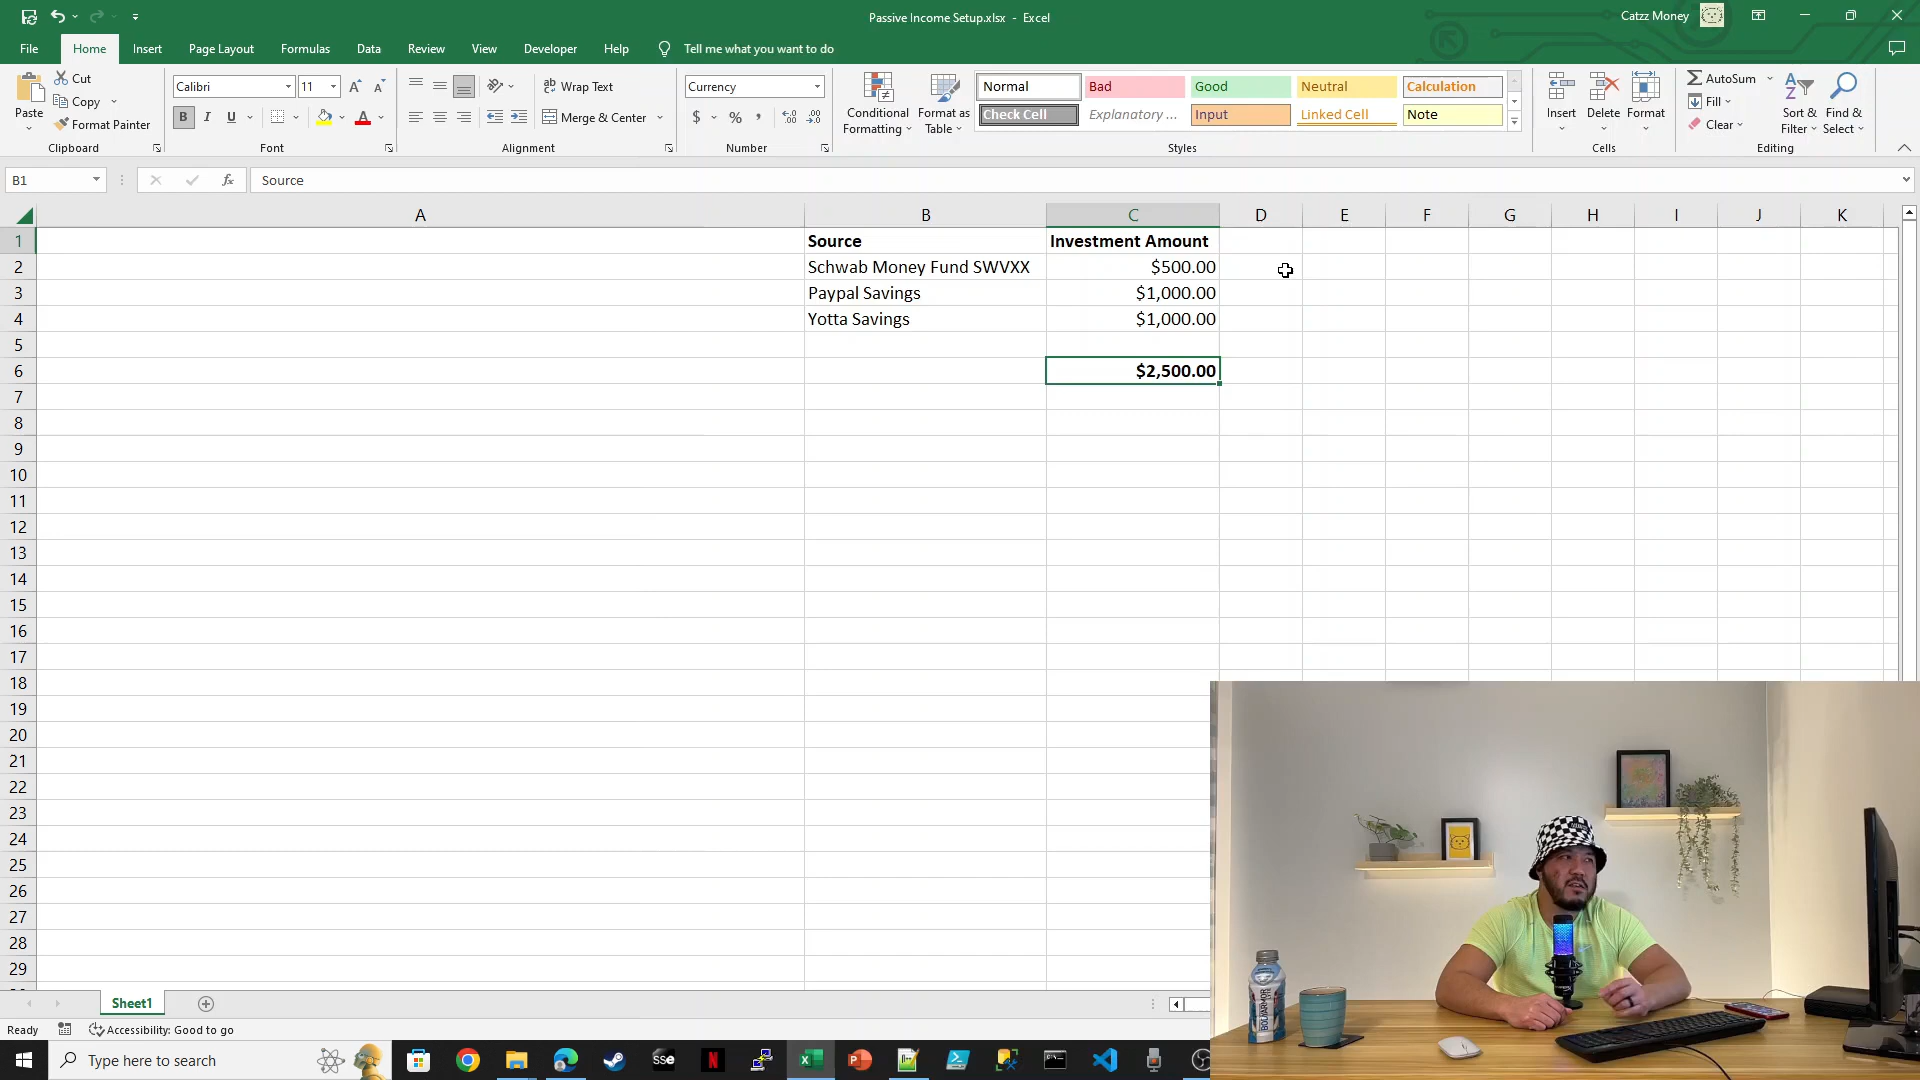 Passive Income Setup.xlsx - Excel
Catzz Money
File Home Insert Page Layout Formulas Data Review View Developer Help Tell me what you want to do
Paste
Cut
Copy
Format Painter
Clipboard
Calibri 11
B I U
Font
Wrap Text
Merge & Center
Alignment
Currency
$ % ,
Number
Conditional Formatting
Format as Table
Normal Bad Good Neutral Calculation
Check Cell Explanatory ... Input Linked Cell Note
Styles
Insert Delete Format
Cells
AutoSum
Fill
Clear
Sort & Filter
Find & Select
Editing
B1 fx Source
A B C D E F G H I J K
1 Source Investment Amount
2 Schwab Money Fund SWVXX $500.00
3 Paypal Savings $1,000.00
4 Yotta Savings $1,000.00
5
6 $2,500.00
7
8
9
10
11
12
13
14
15
16
17
18
19
20
21
22
23
24
25
26
27
28
29
BODYARMOR
LYTE
Sheet1
Ready Accessibility: Good to go
Type here to search
SSe
N